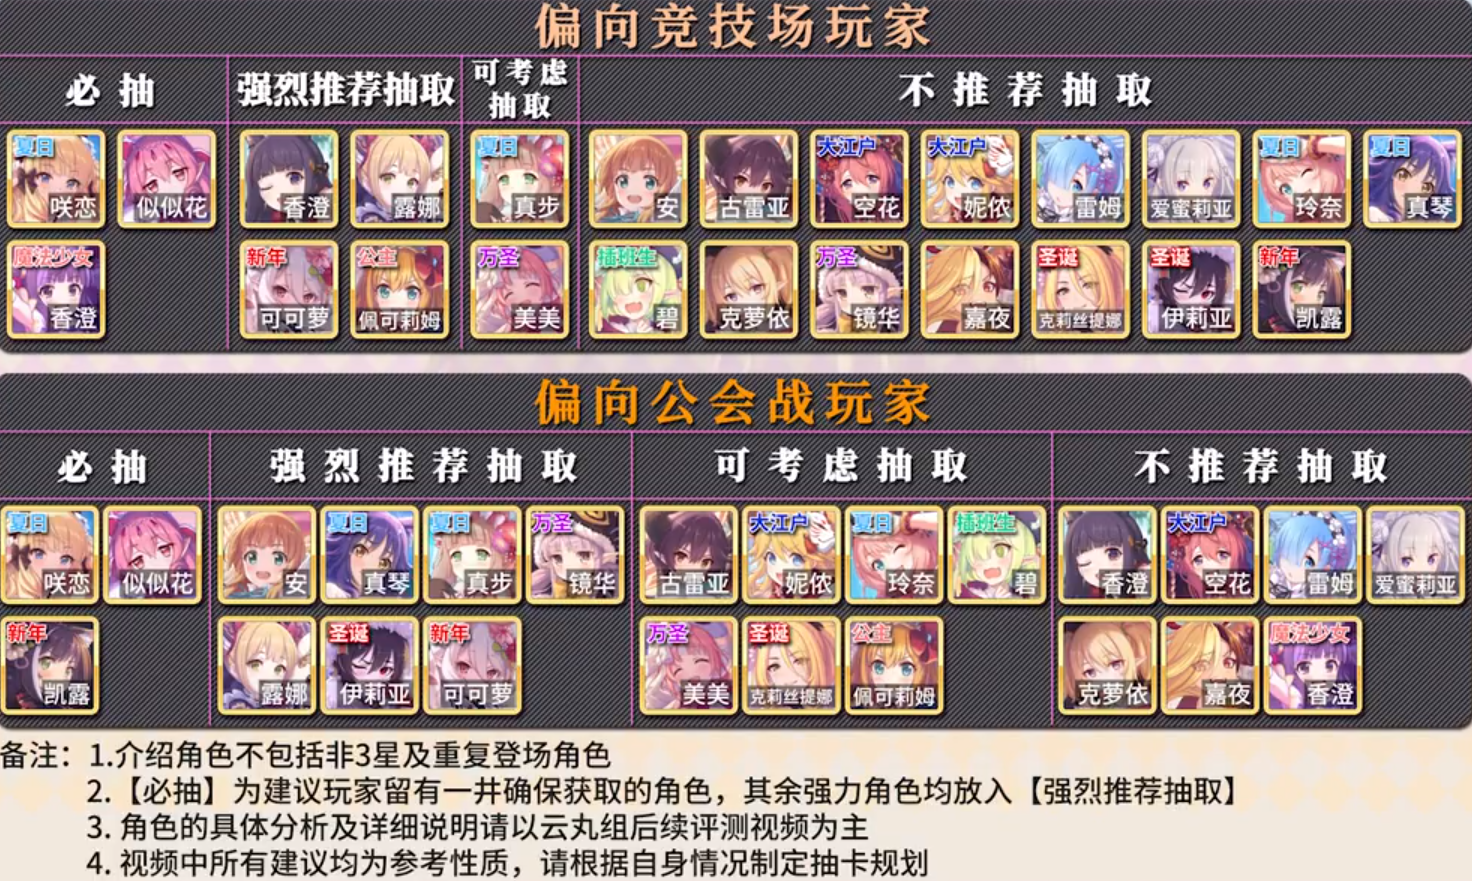 偏向竞技场玩家
必抽 强烈推荐抽取 可考虑抽取 不推荐抽取
夏日 咲恋 似似花 香澄 露娜 夏日 真步 安 古雷亚 大江户 空花 大江户 妮侬 雷姆 爱蜜莉亚 夏日 玲奈 夏日 真琴
魔法少女 香澄 新年 可可萝 公主 佩可莉姆 万圣 美美 插班生 碧 克萝依 万圣 镜华 嘉夜 圣诞 克莉丝提娜 圣诞 伊莉亚 新年 凯露
偏向公会战玩家
必抽 强烈推荐抽取 可考虑抽取 不推荐抽取
夏日 咲恋 似似花 安 夏日 真琴 夏日 真步 万圣 镜华 古雷亚 大江户 妮侬 夏日 玲奈 插班生 碧 香澄 大江户 空花 雷姆 爱蜜莉亚
新年 凯露 露娜 圣诞 伊莉亚 新年 可可萝 万圣 美美 圣诞 克莉丝提娜 公主 佩可莉姆 克萝依 嘉夜 魔法少女 香澄
备注：1.介绍角色不包括非3星及重复登场角色
2.【必抽】为建议玩家留有一井确保获取的角色，其余强力角色均放入【强烈推荐抽取】
3. 角色的具体分析及详细说明请以云丸组后续评测视频为主
4. 视频中所有建议均为参考性质，请根据自身情况制定抽卡规划